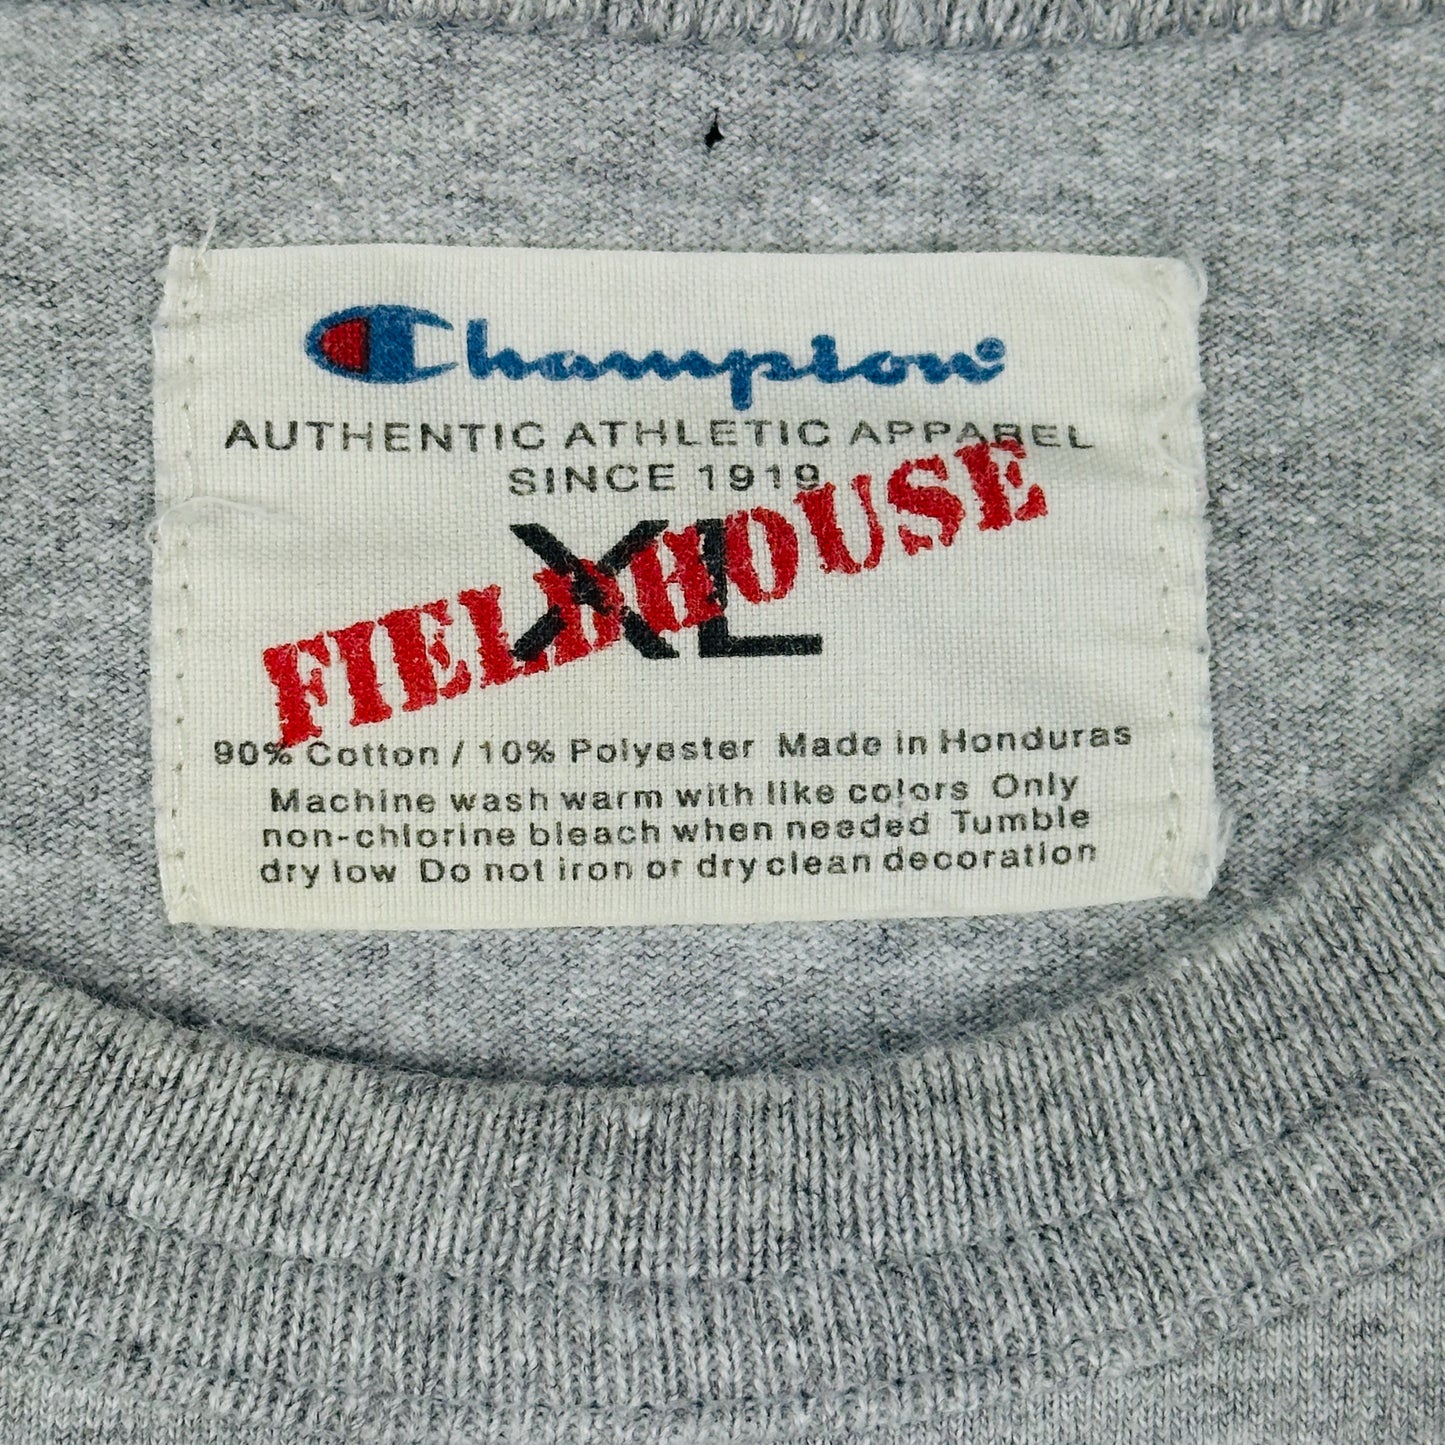 Champion
AUTHENTIC ATHLETIC APPAREL
SINCE 1919
XL
FIELDHOUSE
90% Cotton / 10% Polyester Made in Honduras
Machine wash warm with like colors Only
non-chlorine bleach when needed Tumble
dry low Do not iron or dry clean decoration